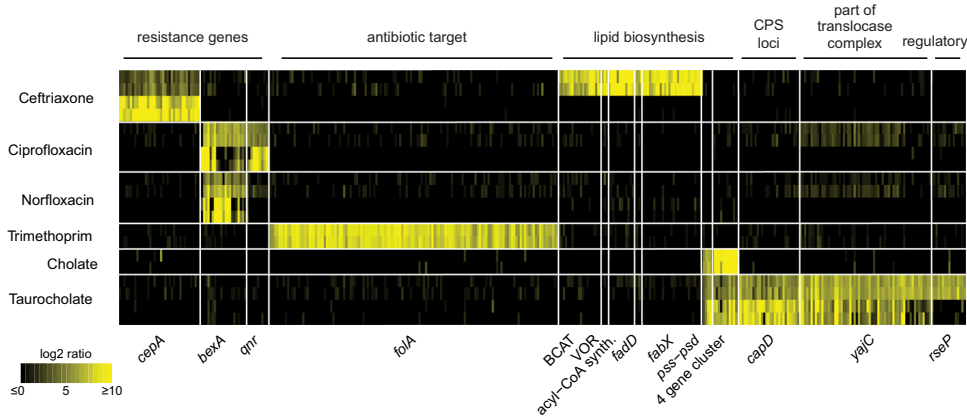 part of
CPS
translocase
resistance genes
antibiotic target
lipid biosynthesis
loci
complex
regulatory
Ceftriaxone
Ciprofloxacin
Norfloxacin
Trimethoprim
Cholate
Taurocholate
cepA
bexA
qnr
folA
BCAT
VOR
acyl-CoA synth.
fadD
fabX
pss-psd
4 gene cluster
capD
yajC
rseP
log2 ratio
≤0
5
≥10